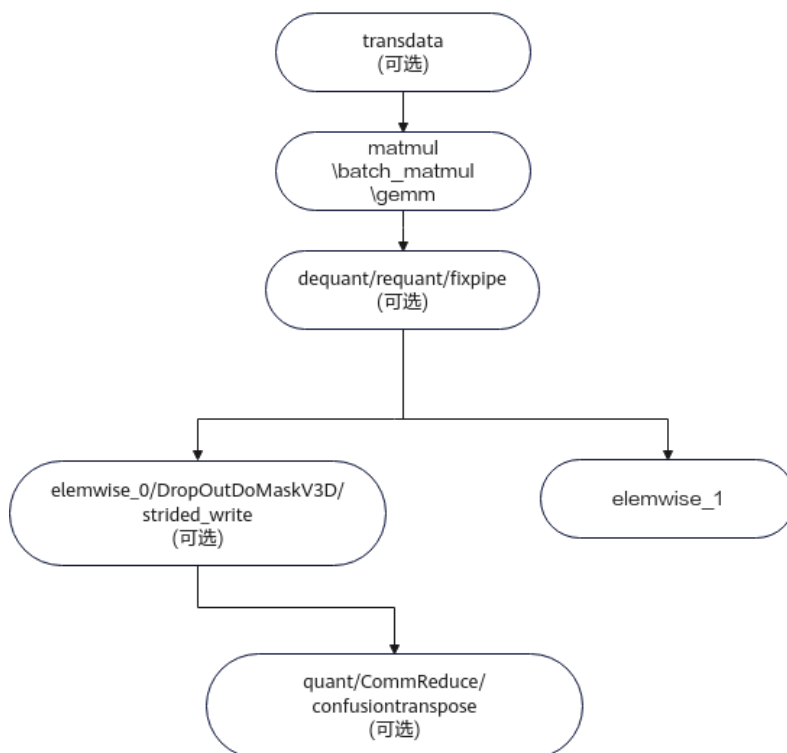 transdata
(可选)
matmul
\batch_matmul
\gemm
dequant/requant/fixpipe
(可选)
elemwise_0/DropOutDoMaskV3D/
strided_write
(可选)
elemwise_1
quant/CommReduce/
confusiontranspose
(可选)